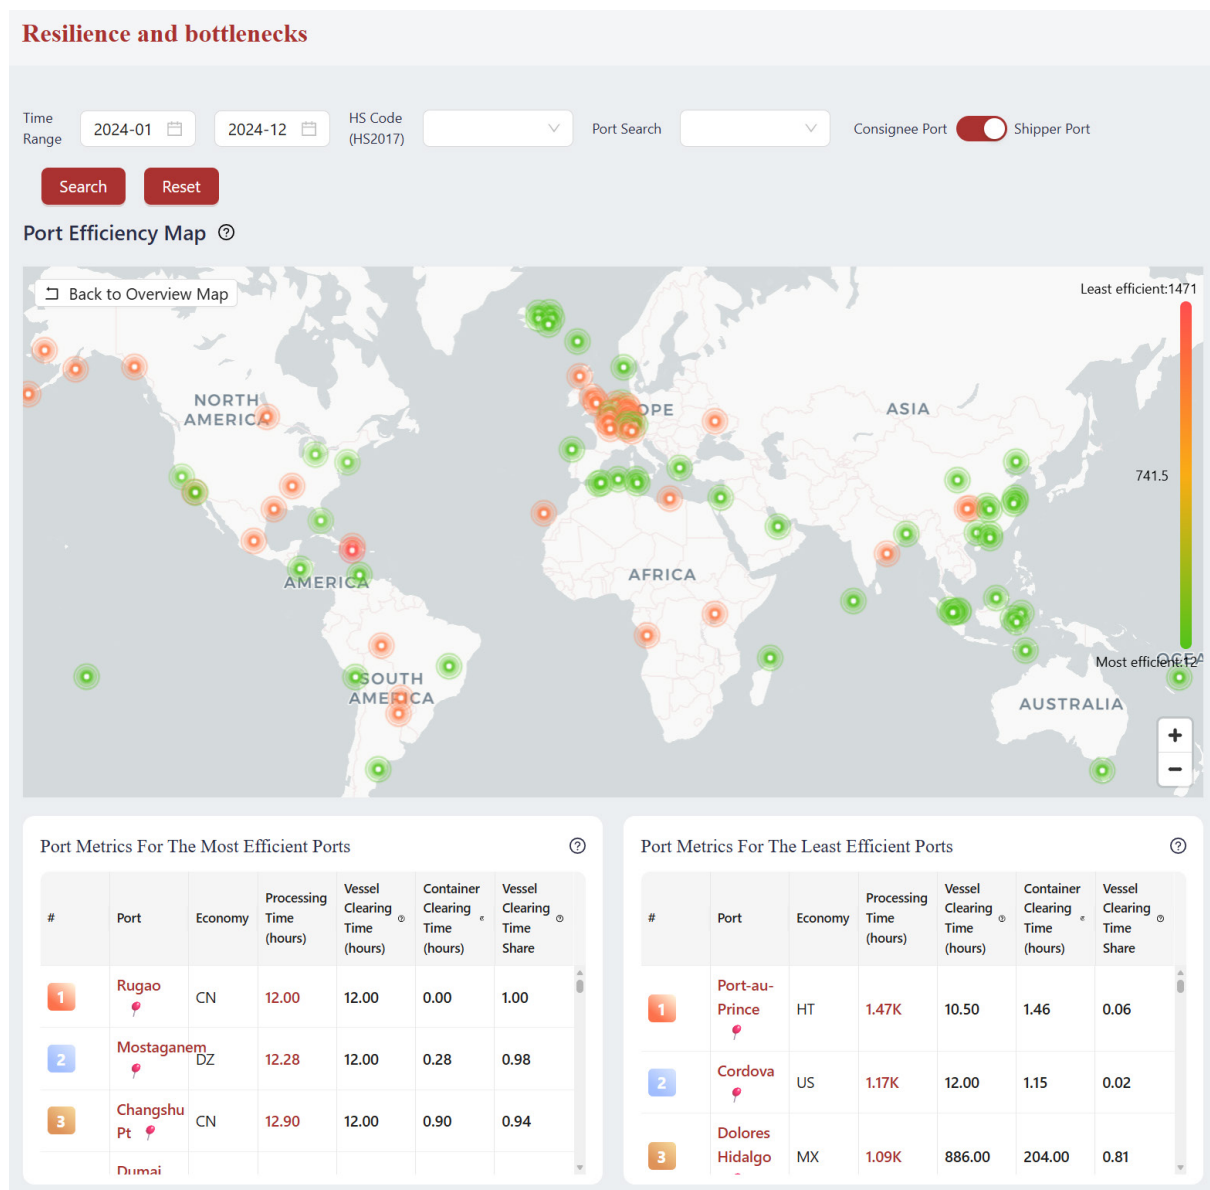 Resilience and bottlenecks
Time Range
2024-01
2024-12
HS Code (HS2017)
Port Search
Consignee Port
Shipper Port
Search
Reset
Port Efficiency Map
Back to Overview Map
Least efficient:1471
741.5
Most efficient:12
NORTH
AMERICA
OPE
ASIA
AMERICA
AFRICA
SOUTH
AMERICA
AUSTRALIA
OCEA
+
−
Port Metrics For The Most Efficient Ports
# Port Economy Processing Time (hours) Vessel Clearing Time (hours) Container Clearing Time (hours) Vessel Clearing Time Share
1 Rugao CN 12.00 12.00 0.00 1.00
2 Mostaganem DZ 12.28 12.00 0.28 0.98
3 Changshu Pt CN 12.90 12.00 0.90 0.94
Dumai
Port Metrics For The Least Efficient Ports
# Port Economy Processing Time (hours) Vessel Clearing Time (hours) Container Clearing Time (hours) Vessel Clearing Time Share
1 Port-au-Prince HT 1.47K 10.50 1.46 0.06
2 Cordova US 1.17K 12.00 1.15 0.02
3 Dolores Hidalgo MX 1.09K 886.00 204.00 0.81